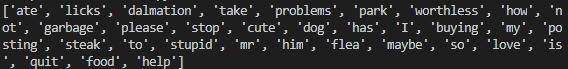 ['ate', 'licks', 'dalmation', 'take', 'problems', 'park', 'worthless', 'how', 'n
ot', 'garbage', 'please', 'stop', 'cute', 'dog', 'has', 'I', 'buying', 'my', 'po
sting', 'steak', 'to', 'stupid', 'mr', 'him', 'flea', 'maybe', 'so', 'love', 'is
', 'quit', 'food', 'help']